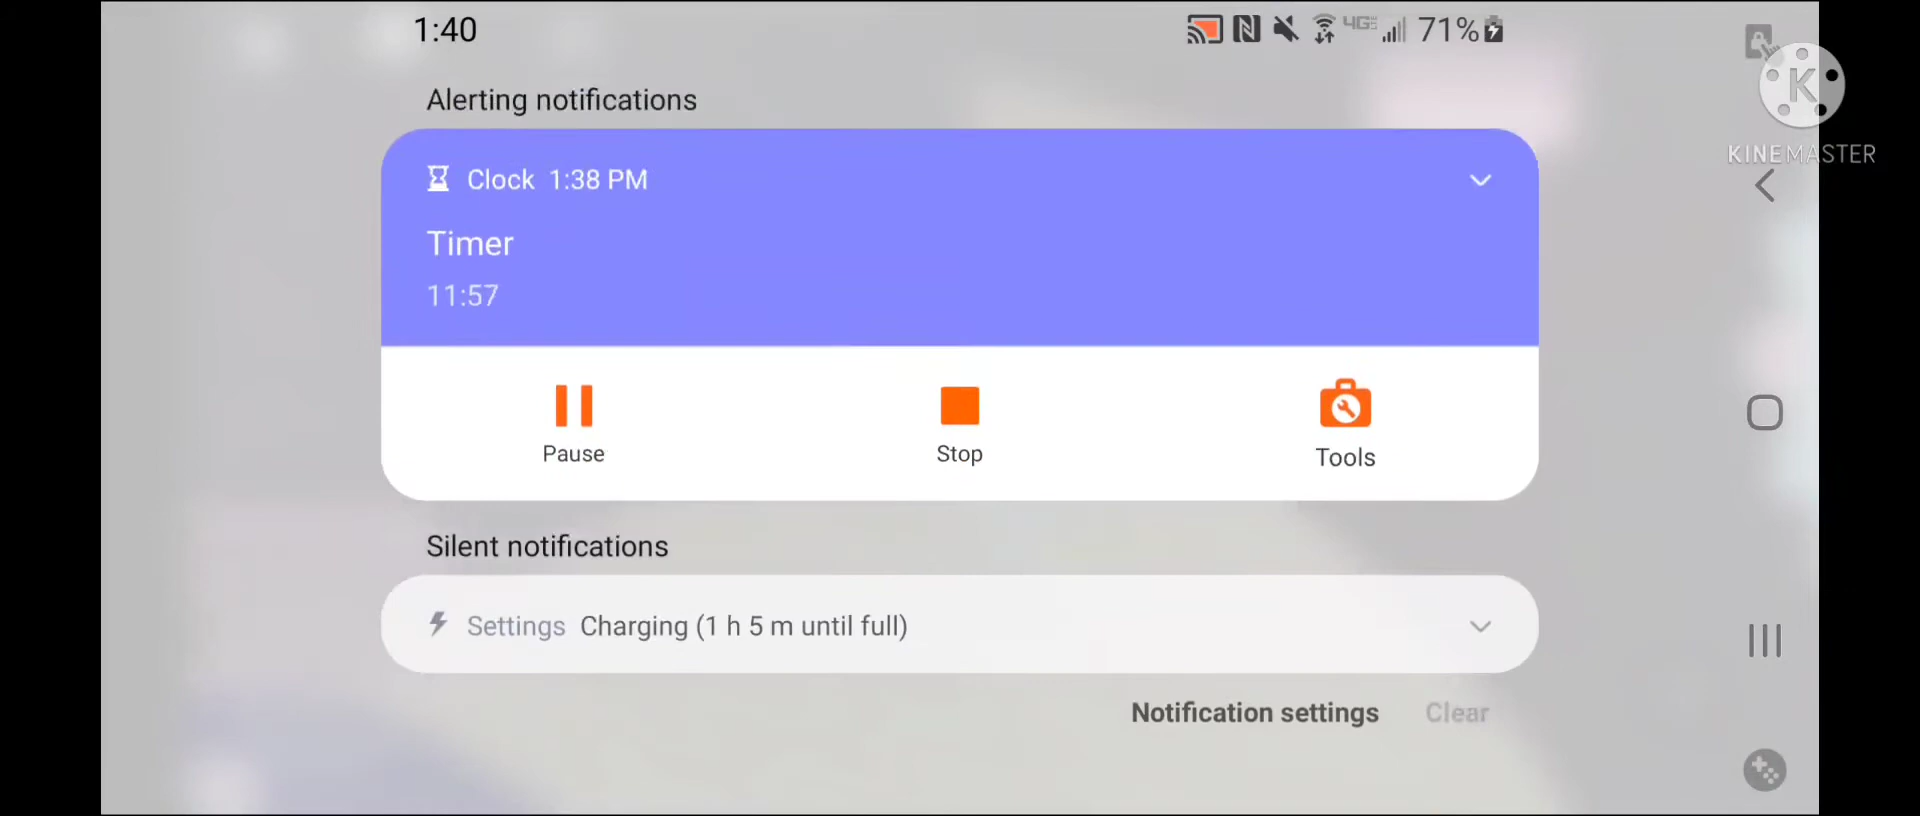 1:40
4G 71%
Alerting notifications
K
KINEMASTER
Clock 1:38 PM
Timer
11:57
Pause
Stop
Tools
Silent notifications
Settings Charging (1 h 5 m until full)
Notification settings Clear